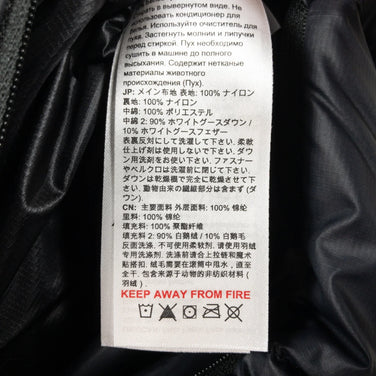 в вывернутом виде. Не
использовать кондиционер для
белья. Используйте очиститель для
пуха. Застегнуть молнии и липучки
перед стиркой. Пух необходимо
сушить в машине до полного
высыхания. Содержит нетканые
материалы животного
происхождения (Пух).
JP: メイン布地 表地: 100% ナイロン
裏地: 100% ナイロン
中綿: 100% ポリエステル
中綿 2: 90% ホワイトグースダウン /
10% ホワイトグースフェザー
表裏反対にして洗濯して下さい. 柔軟
仕上げ剤は使用しないで下さい. ダウ
ン用洗剤をお使い下さい. ファスナー
やベルクロは洗濯前に閉じて下さい.
ダウンは乾燥機で完全に乾燥させて下
さい. 動物由来の繊維部分は含まず (ダ
ウン).
CN: 主要面料 外层面料: 100% 锦纶
里料: 100% 锦纶
填充料: 100% 聚酯纤维
填充料 2: 90% 白鹅绒 / 10% 白鹅毛
反面洗涤. 不可使用柔软剂. 请使用羽绒
专用洗涤剂. 洗涤前请合上拉链和魔术
粘搭扣. 绒毛需在滚筒中甩水, 直至
全干. 包含来源于动物的非纺织材料 (
羽绒) .
KEEP AWAY FROM FIRE